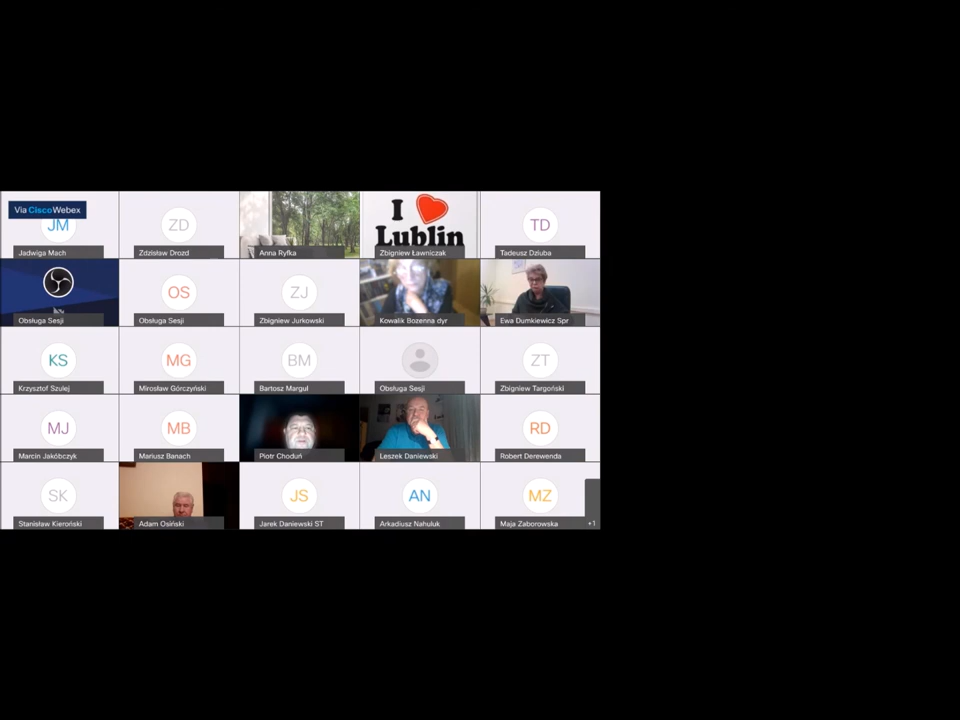 Via Cisco Webex
JM
Jadwiga Mach
ZD
Zdzisław Drozd
Anna Ryfka
I
Lublin
Zbigniew Ławniczak
TD
Tadeusz Dziuba
Obsługa Sesji
OS
Obsługa Sesji
ZJ
Zbigniew Jurkowski
Kowalik Bozenna dyr
Ewa Dumkiewicz Spr
KS
Krzysztof Szulej
MG
Mirosław Górczyński
BM
Bartosz Margul
Obsługa Sesji
ZT
Zbigniew Targoński
MJ
Marcin Jakóbczyk
MB
Mariusz Banach
Piotr Choduń
Leszek Daniewski
RD
Robert Derewenda
SK
Stanisław Kieroński
Adam Osiński
JS
Jarek Daniewski ST
AN
Arkadiusz Nahuluk
MZ
Maja Zaborowska
+1